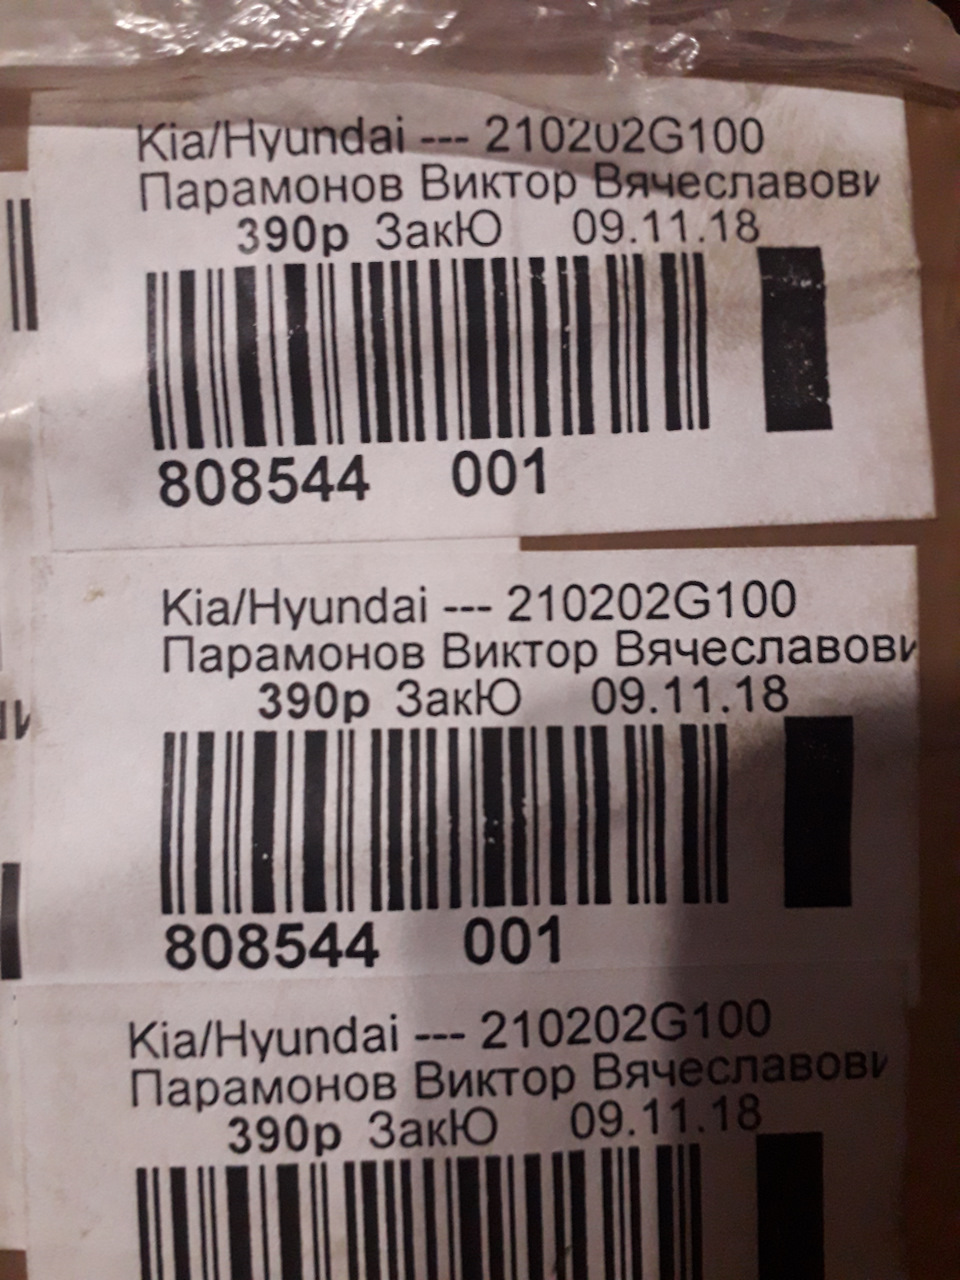 Kia/Hyundai --- 210202G100
Парамонов Виктор Вячеславови
390р ЗакЮ 09.11.18
808544 001
Kia/Hyundai --- 210202G100
Парамонов Виктор Вячеславови
390р ЗакЮ 09.11.18
808544 001
Kia/Hyundai --- 210202G100
Парамонов Виктор Вячеславови
390р ЗакЮ 09.11.18